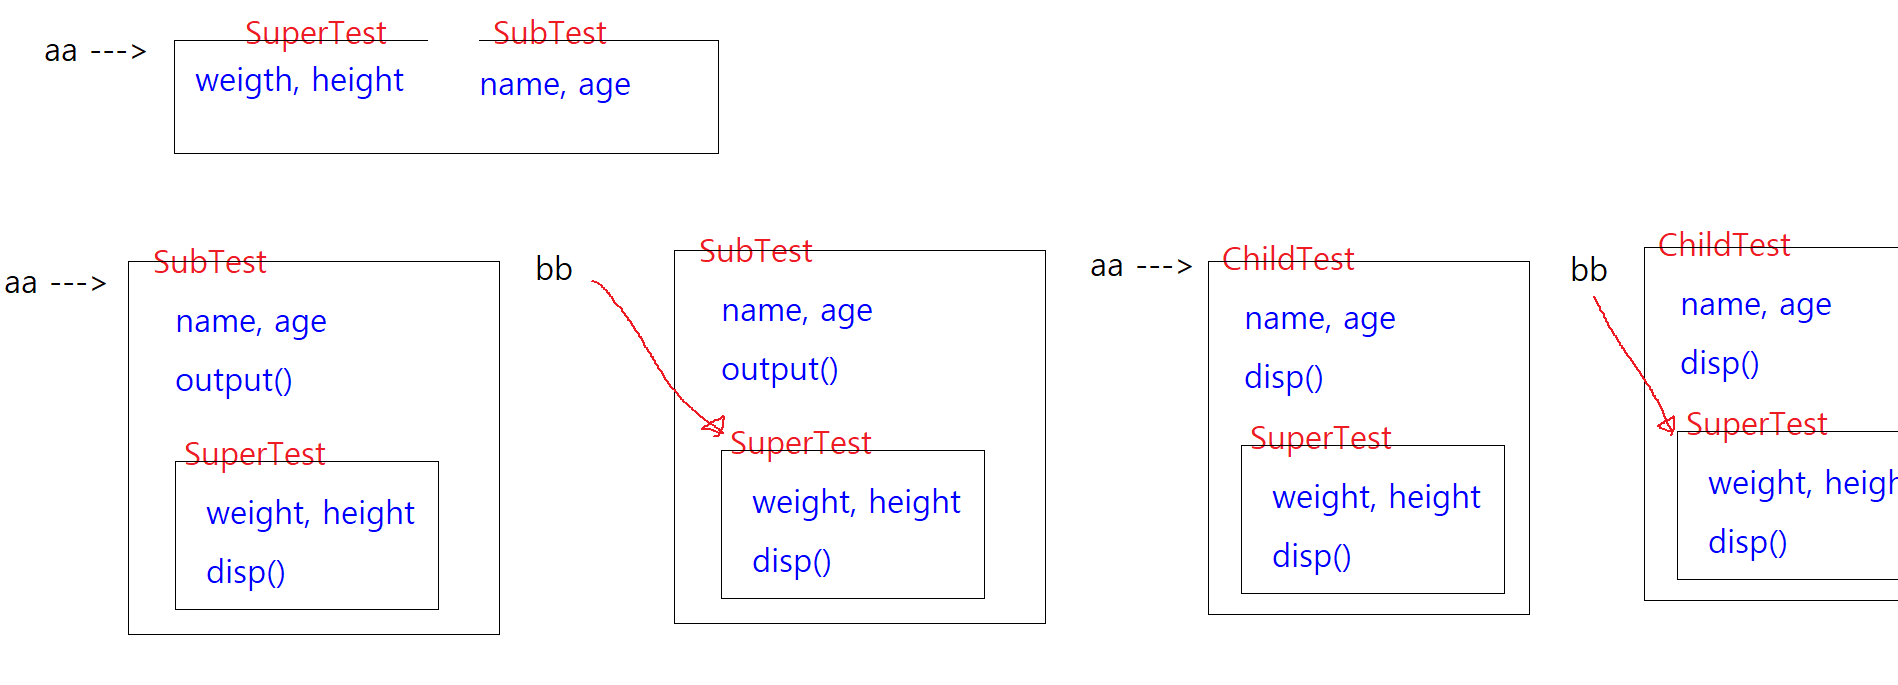 SuperTest SubTest
aa --->
weigth, height name, age
SubTest
aa --->
name, age
output()
SuperTest
weight, height
disp()
bb
SubTest
name, age
output()
SuperTest
weight, height
disp()
aa --->
ChildTest
name, age
disp()
SuperTest
weight, height
disp()
bb
ChildTest
name, age
disp()
SuperTest
weight, heigh
disp()